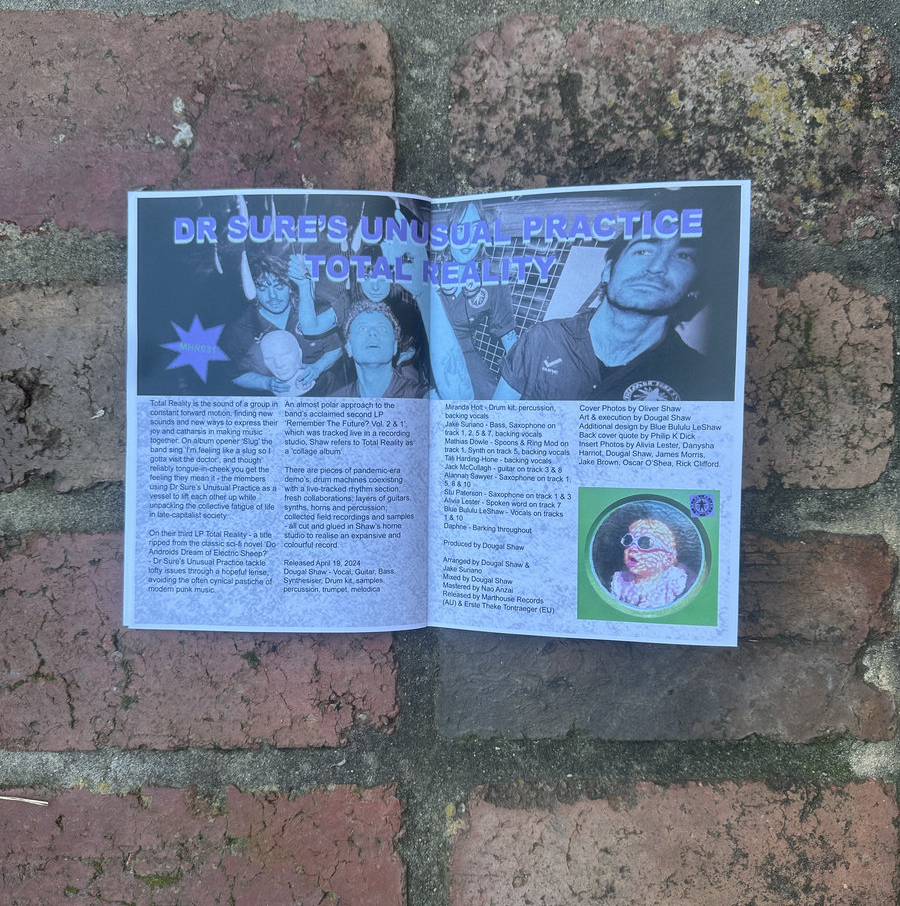 DR SURE'S UNUSUAL PRACTICE
TOTAL REALITY
MHR031
Total Reality is the sound of a group in
constant forward motion, finding new
sounds and new ways to express their
joy and catharsis in making music
together. On album opener 'Slug' the
band sing 'I'm feeling like a slug so I
gotta visit the doctor', and though'
reliably tongue-in-cheek you get the
feeling they mean it - the members
using Dr Sure's Unusual Practice as a
vessel to lift each other up while
unpacking the collective fatigue of life
in late-capitalist society.
On their third LP Total Reality - a title
ripped from the classic sci-fi novel 'Do
Androids Dream of Electric Sheep?'
- Dr Sure's Unusual Practice tackle
lofty issues through a hopeful lense,
avoiding the often cynical pastiche of
modern punk music.
An almost polar approach to the
band's acclaimed second LP
'Remember The Future? Vol. 2 & 1',
which was tracked live in a recording
studio, Shaw refers to Total Reality as
a 'collage album'.
There are pieces of pandemic-era
demo's, drum machines coexisting
with a live-tracked rhythm section,
fresh collaborations; layers of guitars,
synths, horns and percussion;
collected field recordings and samples
- all cut and glued in Shaw's home
studio to realise an expansive and
colourful record.
Released April 19, 2024
Dougal Shaw - Vocal, Guitar, Bass,
Synthesiser, Drum kit, samples,
percussion, trumpet, melodica
Miranda Holt - Drum kit, percussion,
backing vocals
Jake Suriano - Bass, Saxophone on
track 1, 2, 5 & 7, backing vocals
Mathias Dowle - Spoons & Ring Mod on
track 1, Synth on track 5, backing vocals
Tali Harding-Hone - backing vocals
Jack McCullagh - guitar on track 3 & 8
Alannah Sawyer - Saxophone on track 1,
5, 8 & 10
Stu Paterson - Saxophone on track 1 & 3
Alivia Lester - Spoken word on track 7
Blue Bululu LeShaw - Vocals on tracks
1 & 10
Daphne - Barking throughout
Produced by Dougal Shaw
Arranged by Dougal Shaw &
Jake Suriano
Mixed by Dougal Shaw
Mastered by Nao Anzai
Released by Marthouse Records
(AU) & Erste Theke Tontraeger (EU)
Cover Photos by Oliver Shaw
Art & execution by Dougal Shaw
Additional design by Blue Bululu LeShaw
Back cover quote by Philip K Dick
Insert Photos by Alivia Lester, Danysha
Harriot, Dougal Shaw, James Morris,
Jake Brown, Oscar O'Shea, Rick Clifford.